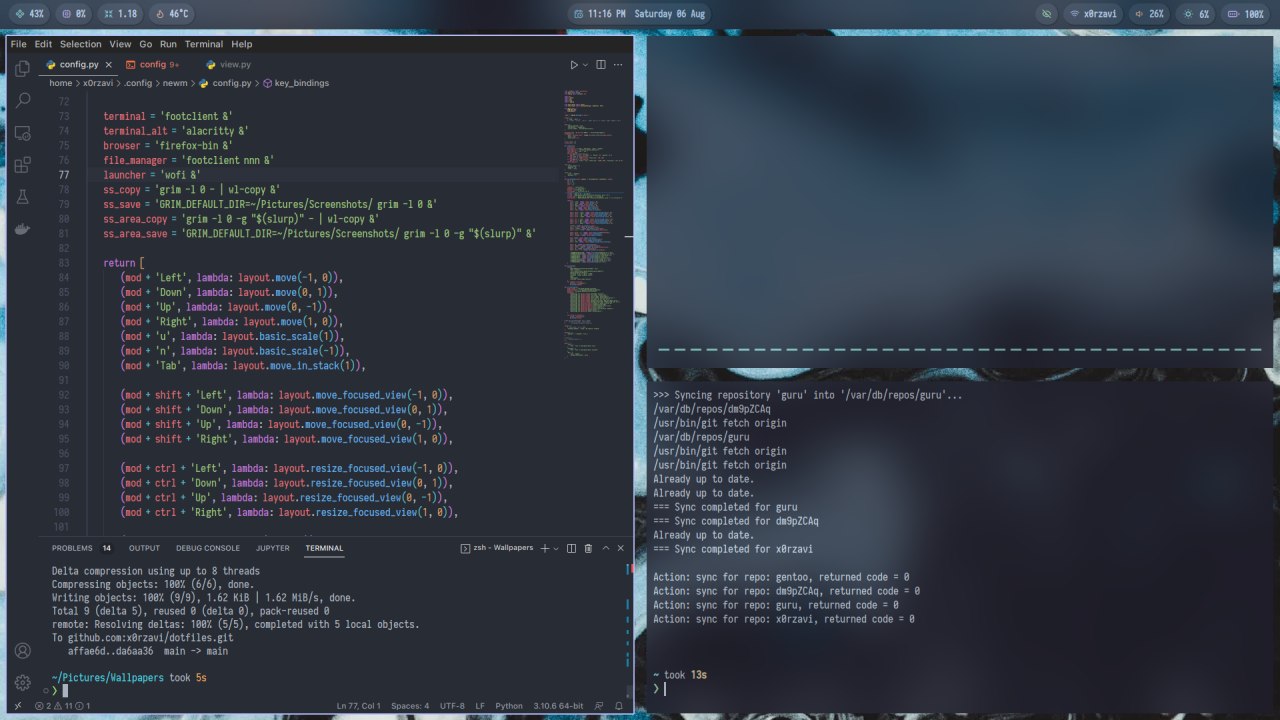 43% 0% 1.18 46°C 11:16 PM Saturday 06 Aug x0rzavi 26% 6% 100%
File Edit Selection View Go Run Terminal Help
config.py × config 9+ view.py
home > x0rzavi > .config > newm > config.py > key_bindings
72
73 terminal = 'footclient &'
74 terminal_alt = 'alacritty &'
75 browser = 'firefox-bin &'
76 file_manager = 'footclient nnn &'
77 launcher = 'wofi &'
78 ss_copy = 'grim -l 0 - | wl-copy &'
79 ss_save = 'GRIM_DEFAULT_DIR=~/Pictures/Screenshots/ grim -l 0 &'
80 ss_area_copy = 'grim -l 0 -g "$(slurp)" - | wl-copy &'
81 ss_area_save = 'GRIM_DEFAULT_DIR=~/Pictures/Screenshots/ grim -l 0 -g "$(slurp)" &'
82
83 return [
84 (mod + 'Left', lambda: layout.move(-1, 0)),
85 (mod + 'Down', lambda: layout.move(0, 1)),
86 (mod + 'Up', lambda: layout.move(0, -1)),
87 (mod + 'Right', lambda: layout.move(1, 0)),
88 (mod + 'u', lambda: layout.basic_scale(1)),
89 (mod + 'n', lambda: layout.basic_scale(-1)),
90 (mod + 'Tab', lambda: layout.move_in_stack(1)),
91
92 (mod + shift + 'Left', lambda: layout.move_focused_view(-1, 0)),
93 (mod + shift + 'Down', lambda: layout.move_focused_view(0, 1)),
94 (mod + shift + 'Up', lambda: layout.move_focused_view(0, -1)),
95 (mod + shift + 'Right', lambda: layout.move_focused_view(1, 0)),
96
97 (mod + ctrl + 'Left', lambda: layout.resize_focused_view(-1, 0)),
98 (mod + ctrl + 'Down', lambda: layout.resize_focused_view(0, 1)),
99 (mod + ctrl + 'Up', lambda: layout.resize_focused_view(0, -1)),
100 (mod + ctrl + 'Right', lambda: layout.resize_focused_view(1, 0)),
101
PROBLEMS 14 OUTPUT DEBUG CONSOLE JUPYTER TERMINAL zsh - Wallpapers
Delta compression using up to 8 threads
Compressing objects: 100% (6/6), done.
Writing objects: 100% (9/9), 1.62 KiB | 1.62 MiB/s, done.
Total 9 (delta 5), reused 0 (delta 0), pack-reused 0
remote: Resolving deltas: 100% (5/5), completed with 5 local objects.
To github.com:x0rzavi/dotfiles.git
affae6d..da6aa36 main -> main
~/Pictures/Wallpapers took 5s
❯
2 11 1 Ln 77, Col 1 Spaces: 4 UTF-8 LF Python 3.10.6 64-bit
>>> Syncing repository 'guru' into '/var/db/repos/guru'...
/var/db/repos/dm9pZCAq
/usr/bin/git fetch origin
/var/db/repos/guru
/usr/bin/git fetch origin
/usr/bin/git fetch origin
Already up to date.
Already up to date.
=== Sync completed for guru
=== Sync completed for dm9pZCAq
Already up to date.
=== Sync completed for x0rzavi
Action: sync for repo: gentoo, returned code = 0
Action: sync for repo: dm9pZCAq, returned code = 0
Action: sync for repo: guru, returned code = 0
Action: sync for repo: x0rzavi, returned code = 0
~ took 13s
❯